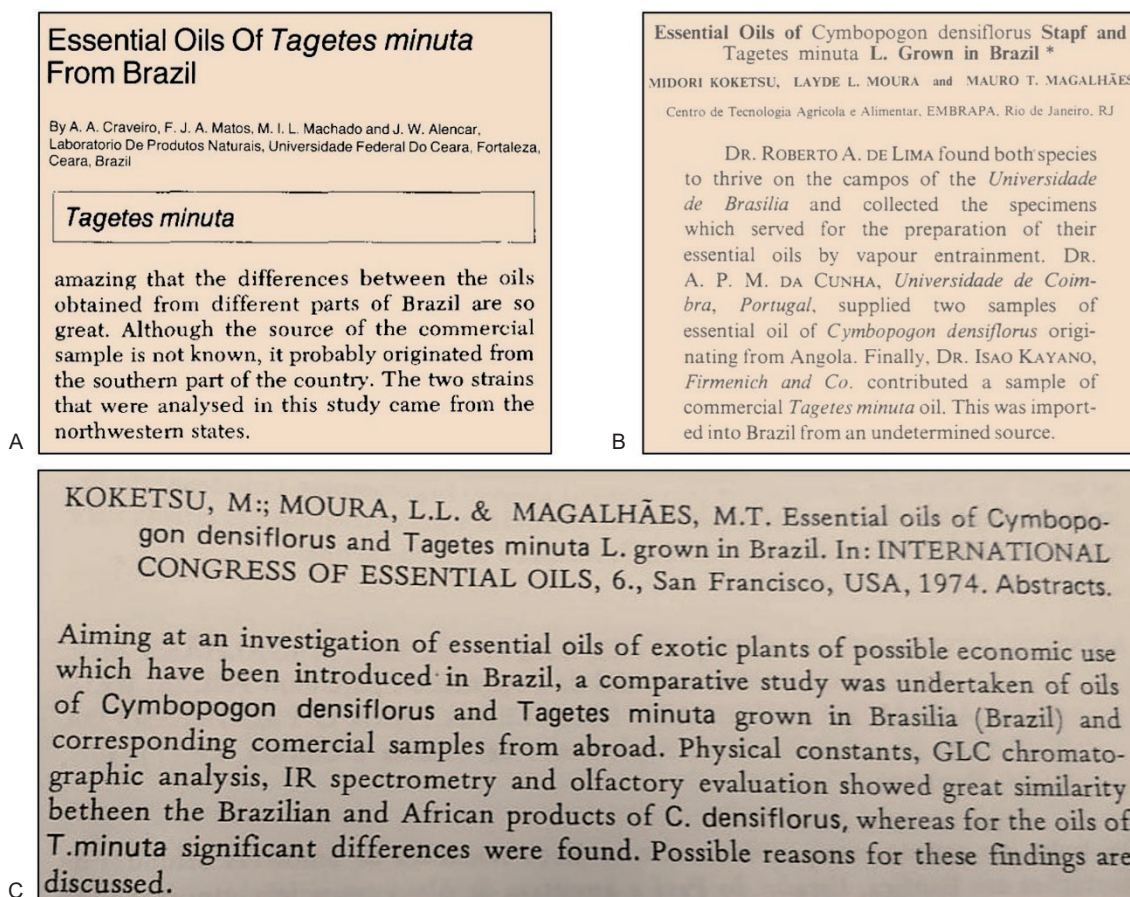 Essential Oils Of Tagetes minuta
From Brazil
By A. A. Craveiro, F. J. A. Matos, M. I. L. Machado and J. W. Alencar,
Laboratorio De Produtos Naturais, Universidade Federal Do Ceara, Fortaleza,
Ceara, Brazil
Tagetes minuta
amazing that the differences between the oils
obtained from different parts of Brazil are so
great. Although the source of the commercial
sample is not known, it probably originated from
the southern part of the country. The two strains
that were analysed in this study came from the
northwestern states.
A
Essential Oils of Cymbopogon densiflorus Stapf and
Tagetes minuta L. Grown in Brazil *
MIDORI KOKETSU, LAYDE L. MOURA and MAURO T. MAGALHÃES
Centro de Tecnologia Agricola e Alimentar, EMBRAPA, Rio de Janeiro, RJ
DR. ROBERTO A. DE LIMA found both species
to thrive on the campos of the Universidade
de Brasilia and collected the specimens
which served for the preparation of their
essential oils by vapour entrainment. DR.
A. P. M. DA CUNHA, Universidade de Coim-
bra, Portugal, supplied two samples of
essential oil of Cymbopogon densiflorus origi-
nating from Angola. Finally, DR. ISAO KAYANO,
Firmenich and Co. contributed a sample of
commercial Tagetes minuta oil. This was import-
ed into Brazil from an undetermined source.
B
KOKETSU, M:; MOURA, L.L. & MAGALHÃES, M.T. Essential oils of Cymbopo-
gon densiflorus and Tagetes minuta L. grown in Brazil. In: INTERNATIONAL
CONGRESS OF ESSENTIAL OILS, 6., San Francisco, USA, 1974. Abstracts.
Aiming at an investigation of essential oils of exotic plants of possible economic use
which have been introduced in Brazil, a comparative study was undertaken of oils
of Cymbopogon densiflorus and Tagetes minuta grown in Brasilia (Brazil) and
corresponding comercial samples from abroad. Physical constants, GLC chromato-
graphic analysis, IR spectrometry and olfactory evaluation showed great similarity
betheen the Brazilian and African products of C. densiflorus, whereas for the oils of
T.minuta significant differences were found. Possible reasons for these findings are
discussed.
C